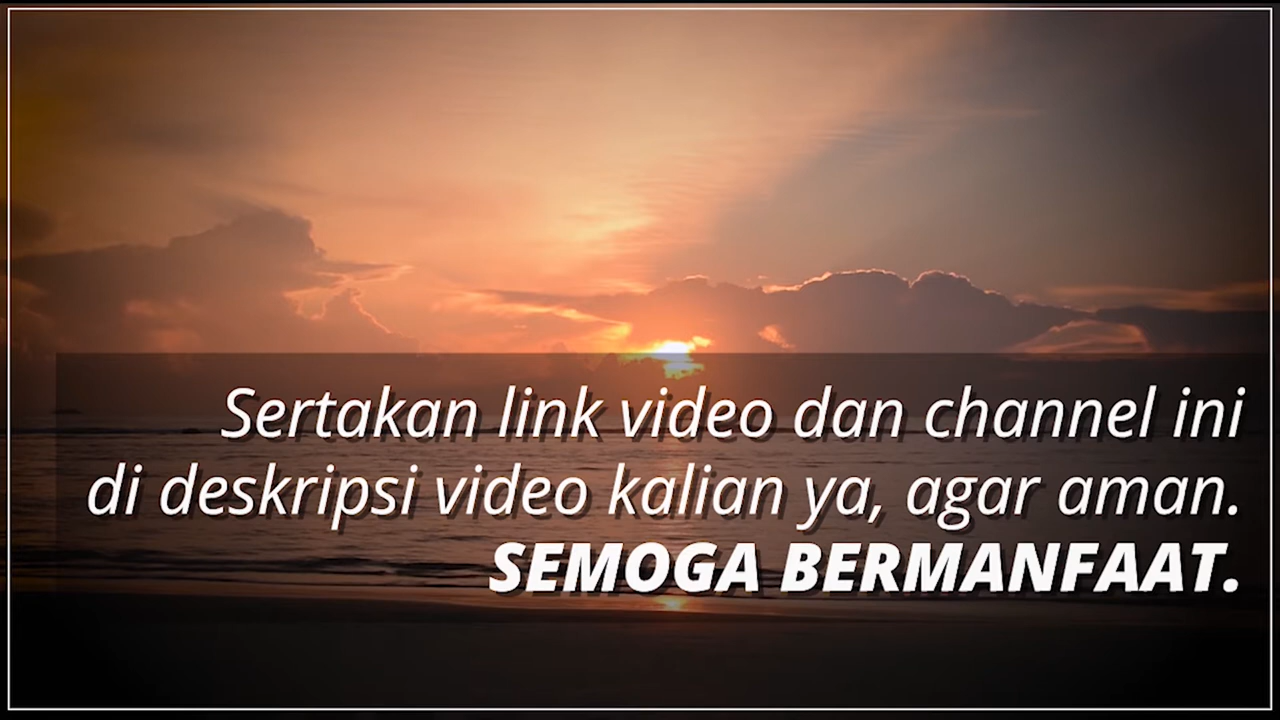 Sertakan link video dan channel ini
di deskripsi video kalian ya, agar aman.
SEMOGA BERMANFAAT.